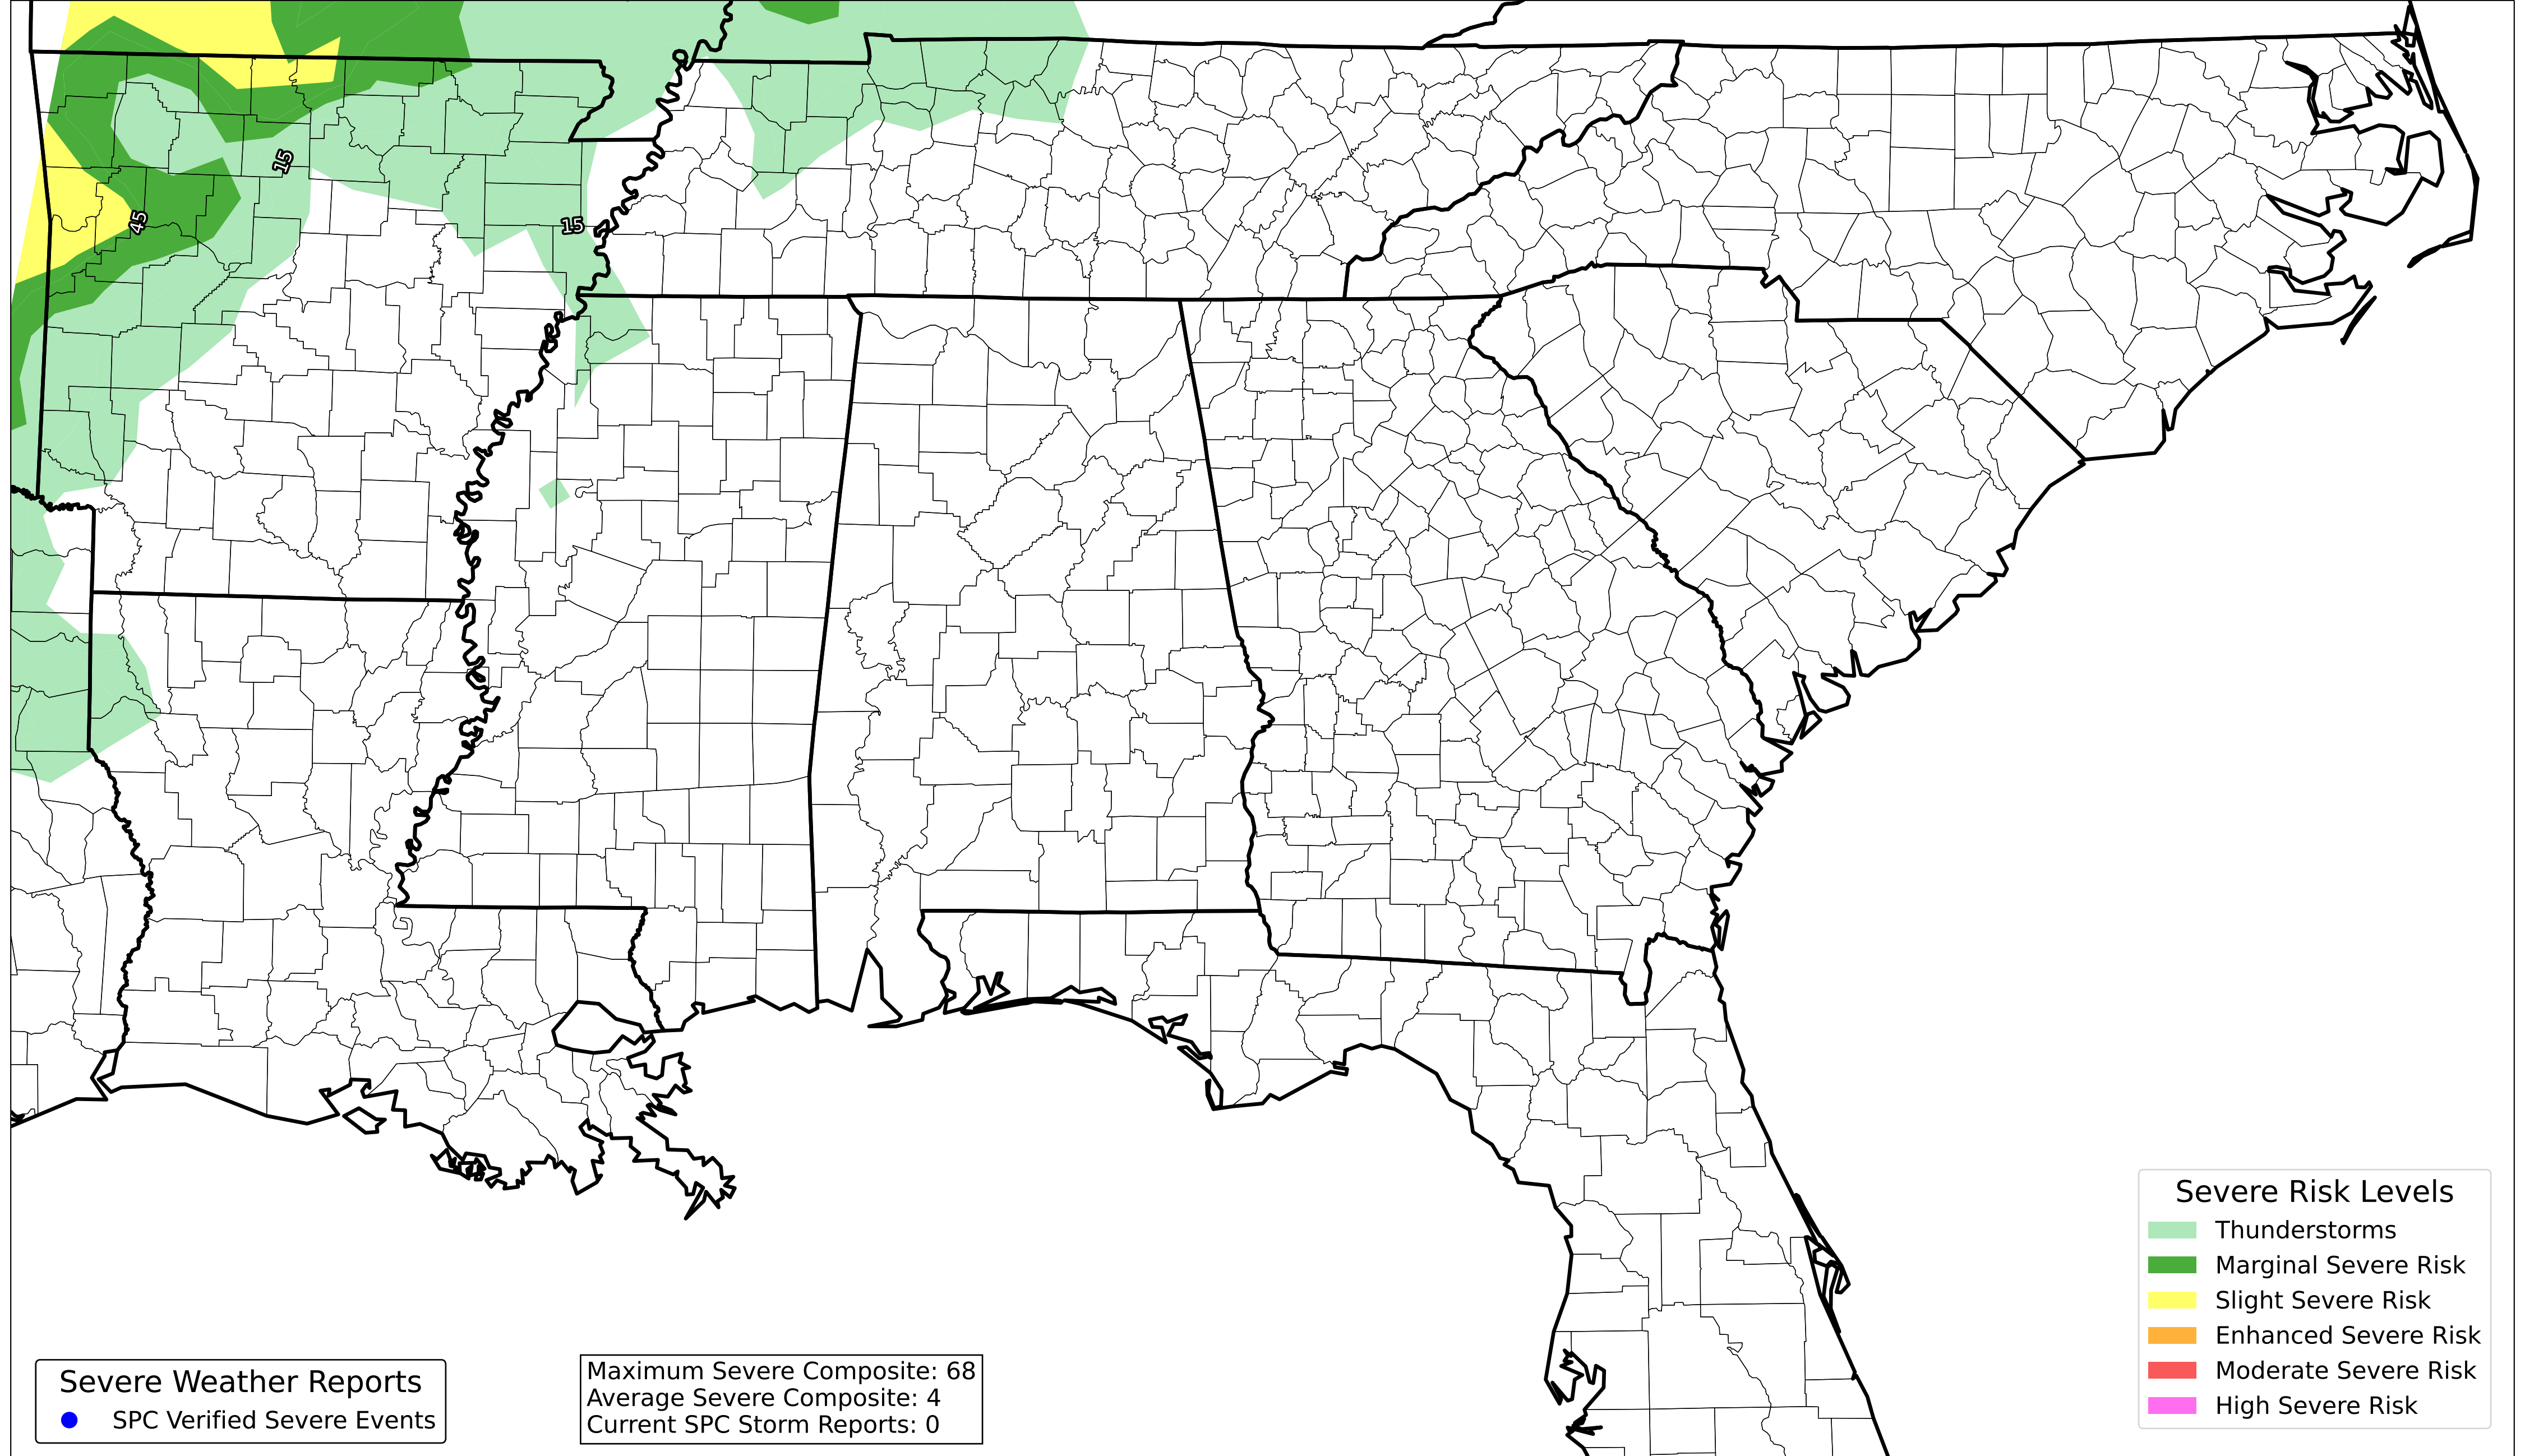 15
45
15
Severe Risk Levels
Thunderstorms
Marginal Severe Risk
Slight Severe Risk
Enhanced Severe Risk
Moderate Severe Risk
High Severe Risk
Severe Weather Reports
SPC Verified Severe Events
Maximum Severe Composite: 68
Average Severe Composite: 4
Current SPC Storm Reports: 0